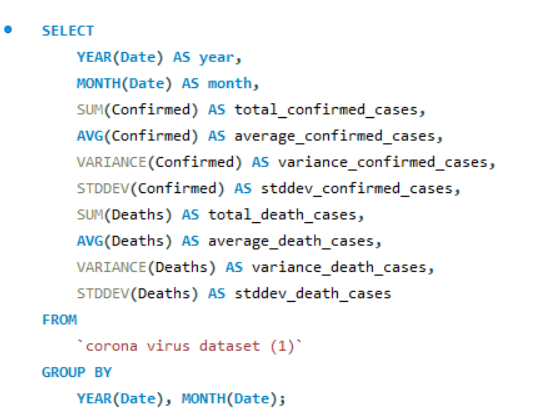 SELECT
YEAR(Date) AS year,
MONTH(Date) AS month,
SUM(Confirmed) AS total_confirmed_cases,
AVG(Confirmed) AS average_confirmed_cases,
VARIANCE(Confirmed) AS variance_confirmed_cases,
STDDEV(Confirmed) AS stddev_confirmed_cases,
SUM(Deaths) AS total_death_cases,
AVG(Deaths) AS average_death_cases,
VARIANCE(Deaths) AS variance_death_cases,
STDDEV(Deaths) AS stddev_death_cases
FROM
`corona virus dataset (1)`
GROUP BY
YEAR(Date), MONTH(Date);